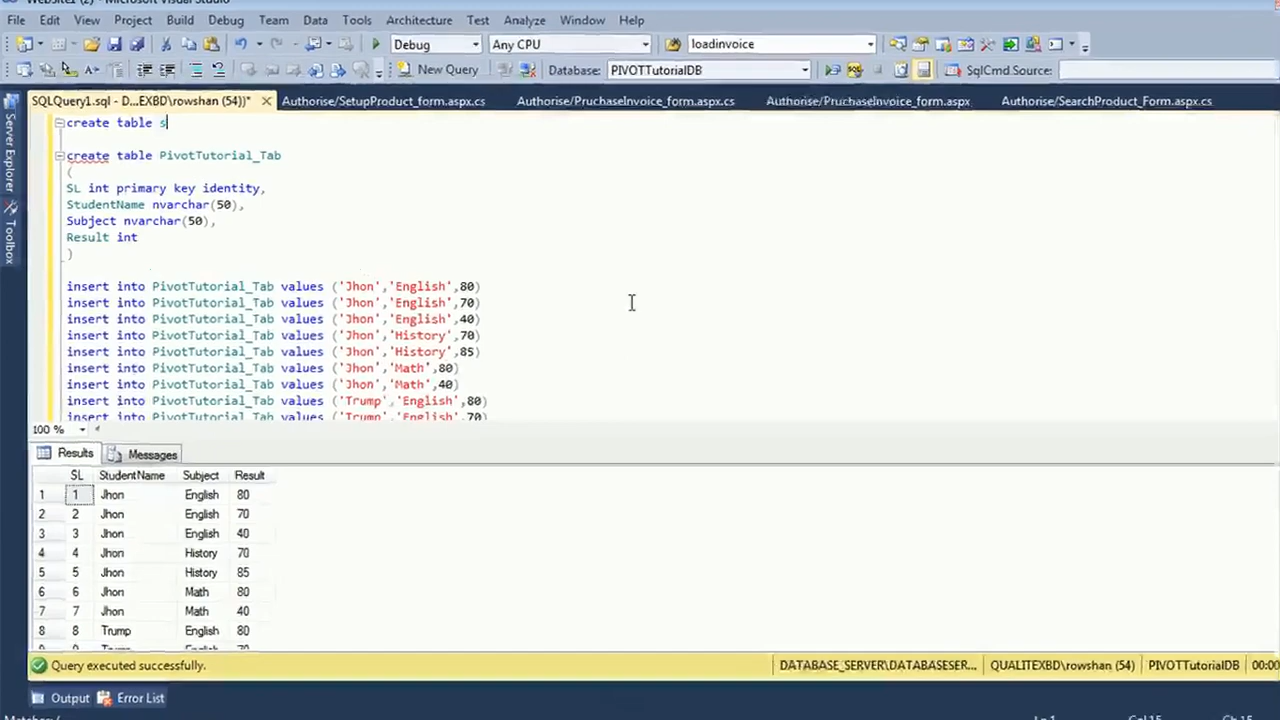 File Edit View Project Build Debug Team Data Tools Architecture Test Analyze Window Help
Debug Any CPU loadinvoice
New Query Database: PIVOTTutorialDB SqlCmd.Source:
SQLQuery1.sql - D...EXBD\rowshan (54))* Authorise/SetupProduct_form.aspx.cs Authorise/PruchaseInvoice_form.aspx.cs Authorise/PruchaseInvoice_form.aspx Authorise/SearchProduct_Form.aspx.cs
Server Explorer
Toolbox
create table s
create table PivotTutorial_Tab
(
SL int primary key identity,
StudentName nvarchar(50),
Subject nvarchar(50),
Result int
)
insert into PivotTutorial_Tab values ('Jhon','English',80)
insert into PivotTutorial_Tab values ('Jhon','English',70)
insert into PivotTutorial_Tab values ('Jhon','English',40)
insert into PivotTutorial_Tab values ('Jhon','History',70)
insert into PivotTutorial_Tab values ('Jhon','History',85)
insert into PivotTutorial_Tab values ('Jhon','Math',80)
insert into PivotTutorial_Tab values ('Jhon','Math',40)
insert into PivotTutorial_Tab values ('Trump','English',80)
insert into PivotTutorial_Tab values ('Trump','English',70)
100 %
Results Messages
SL StudentName Subject Result
1 1 Jhon English 80
2 2 Jhon English 70
3 3 Jhon English 40
4 4 Jhon History 70
5 5 Jhon History 85
6 6 Jhon Math 80
7 7 Jhon Math 40
8 8 Trump English 80
Query executed successfully. DATABASE_SERVER\DATABASESER... QUALITEXBD\rowshan (54) PIVOTTutorialDB 00:00
Output Error List